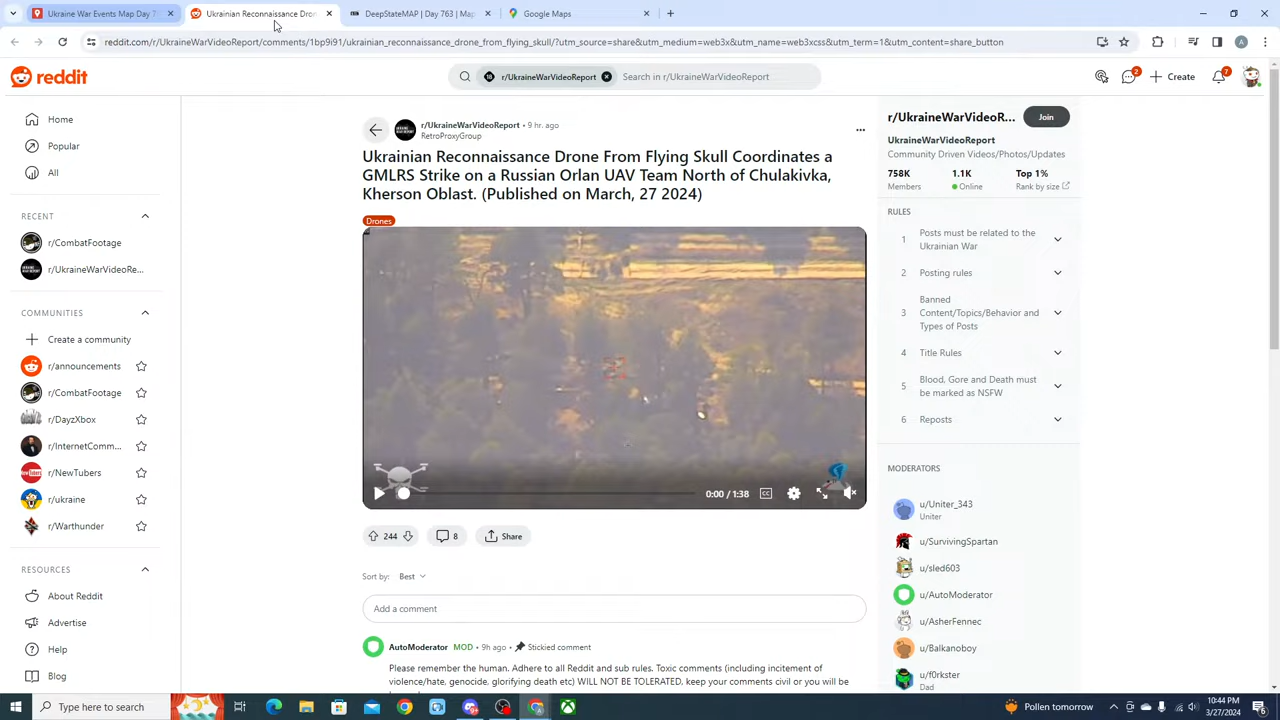 Ukraine War Events Map Day T
Ukrainian Reconnaissance Dron
DeepStateMAP | Day 763 | Map
Google Maps
reddit.com/r/UkraineWarVideoReport/comments/1bp9i91/ukrainian_reconnaissance_drone_from_flying_skull/?utm_source=share&utm_medium=web3x&utm_name=web3xcss&utm_term=1&utm_content=share_button
reddit
r/UkraineWarVideoReport
Search in r/UkraineWarVideoReport
2
Create
7
Home
Popular
All
RECENT
r/CombatFootage
r/UkraineWarVideoRe...
COMMUNITIES
Create a community
r/announcements
r/CombatFootage
r/DayzXbox
r/InternetComm...
r/NewTubers
r/ukraine
r/Warthunder
RESOURCES
About Reddit
Advertise
Help
Blog
r/UkraineWarVideoReport • 9 hr. ago
RetroProxyGroup
Ukrainian Reconnaissance Drone From Flying Skull Coordinates a
GMLRS Strike on a Russian Orlan UAV Team North of Chulakivka,
Kherson Oblast. (Published on March, 27 2024)
Drones
0:00 / 1:38
CC
244
8
Share
Sort by: Best
Add a comment
AutoModerator MOD • 9h ago • Stickied comment
Please remember the human. Adhere to all Reddit and sub rules. Toxic comments (including incitement of
violence/hate, genocide, glorifying death etc) WILL NOT BE TOLERATED, keep your comments civil or you will be
r/UkraineWarVideoR...
Join
UkraineWarVideoReport
Community Driven Videos/Photos/Updates
758K
1.1K
Top 1%
Members
Online
Rank by size
RULES
1 Posts must be related to the
Ukrainian War
2 Posting rules
3 Banned
Content/Topics/Behavior and
Types of Posts
4 Title Rules
5 Blood, Gore and Death must
be marked as NSFW
6 Reposts
MODERATORS
u/Uniter_343
Uniter
u/SurvivingSpartan
u/sled603
u/AutoModerator
u/AsherFennec
u/Balkanoboy
u/f0rkster
Dad
Type here to search
Pollen tomorrow
10:44 PM
3/27/2024